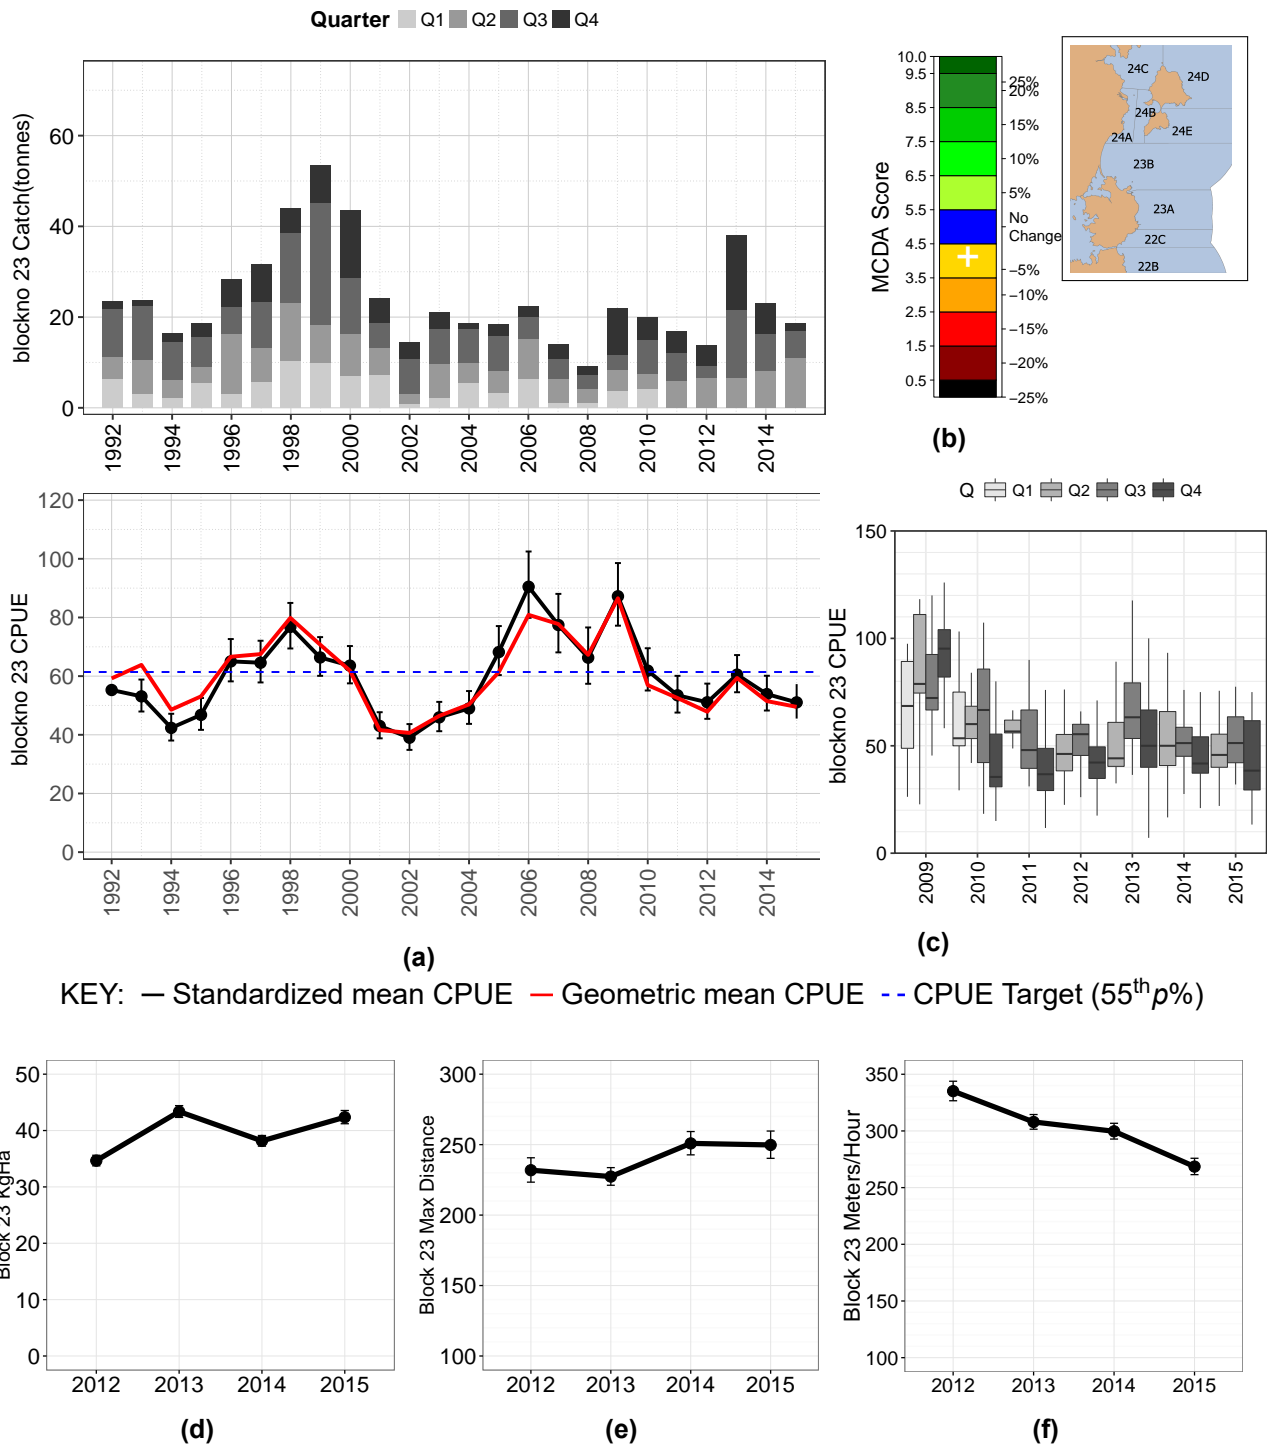 Quarter Q1 Q2 Q3 Q4
blockno 23 Catch(tonnes)
60
40
20
0
1992 1994 1996 1998 2000 2002 2004 2006 2008 2010 2012 2014
MCDA Score
10.0
9.5
8.5
7.5
6.5
5.5
4.5
3.5
2.5
1.5
0.5
25%
20%
15%
10%
5%
No
Change
−5%
−10%
−15%
−20%
−25%
(b)
24C
24D
24B
24A
24E
23B
23A
22C
22B
blockno 23 CPUE
120
100
80
60
40
20
0
1992 1994 1996 1998 2000 2002 2004 2006 2008 2010 2012 2014
(a)
Q Q1 Q2 Q3 Q4
blockno 23 CPUE
150
100
50
0
2009 2010 2011 2012 2013 2014 2015
(c)
KEY: Standardized mean CPUE Geometric mean CPUE CPUE Target (55th p%)
Block 23 KgHa
50
40
30
20
10
0
2012 2013 2014 2015
(d)
Block 23 Max Distance
300
250
200
150
100
2012 2013 2014 2015
(e)
Block 23 Meters/Hour
350
300
250
200
150
100
2012 2013 2014 2015
(f)